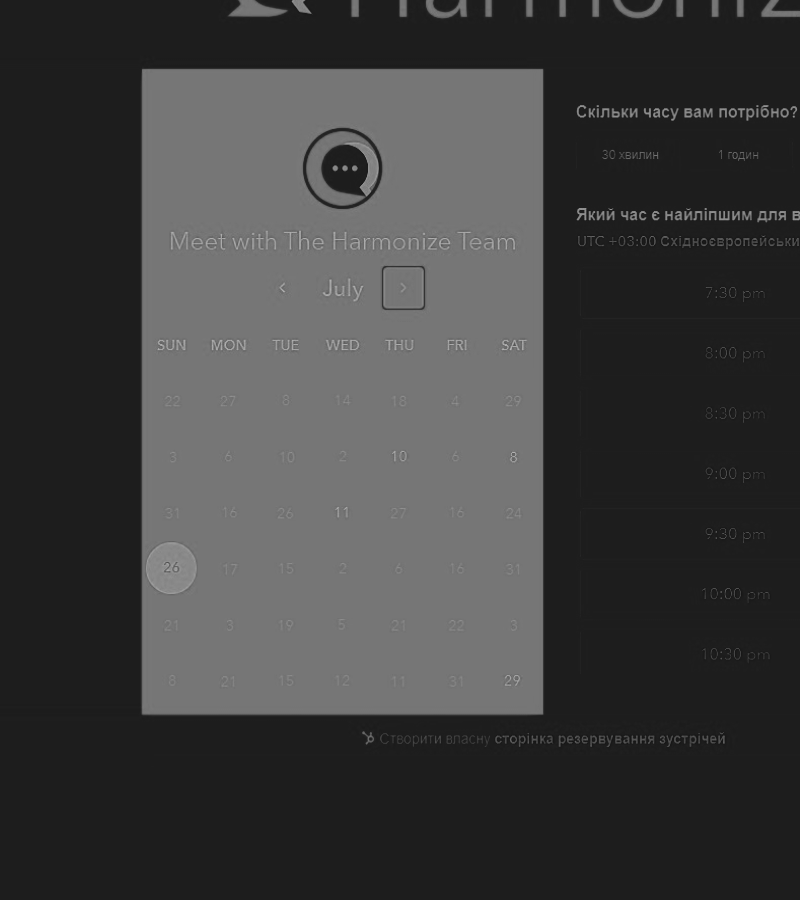 Harmoniz
Meet with The Harmonize Team
‹ July ›
SUN MON TUE WED THU FRI SAT
22 27 8 14 18 4 29
3 6 10 2 10 6 8
31 16 26 11 27 16 24
26 17 15 2 6 16 31
21 3 19 5 21 22 3
8 21 15 12 11 31 29
Скільки часу вам потрібно?
30 хвилин 1 годин
Який час є найліпшим для в
UTC +03:00 Східноєвропейськи
7:30 pm
8:00 pm
8:30 pm
9:00 pm
9:30 pm
10:00 pm
10:30 pm
Створити власну сторінка резервування зустрічей